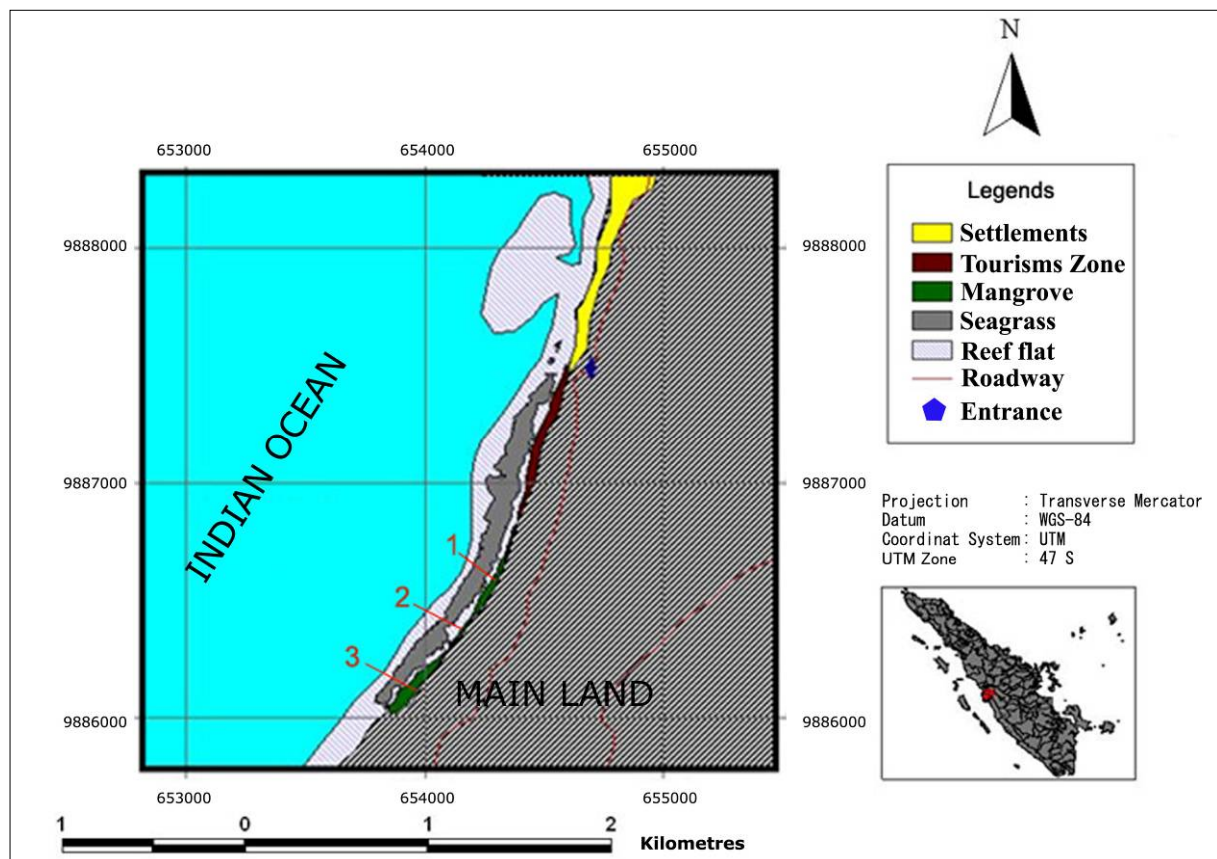 N
653000 654000 655000
9888000 9888000
9887000 9887000
9886000 9886000
INDIAN OCEAN
1
2
3
MAIN LAND
653000 654000 655000
1 0 1 2
Kilometres
Legends
Settlements
Tourisms Zone
Mangrove
Seagrass
Reef flat
Roadway
Entrance
Projection : Transverse Mercator
Datum : WGS-84
Coordinat System: UTM
UTM Zone : 47 S